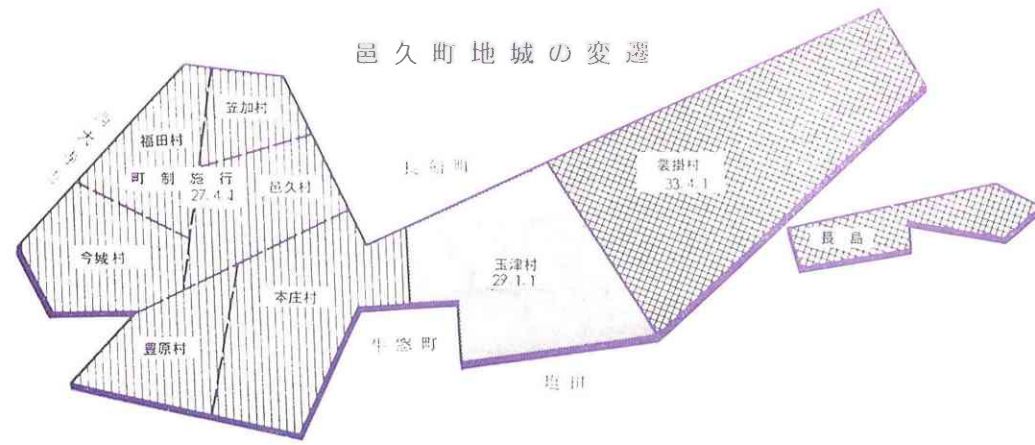 邑久町地城の変遷
笠加村
福田村
町制施行
27.4.1
邑久村
今城村
本庄村
豊原村
長船町
裳掛村
33.4.1
長島
玉津村
29.1.1
牛窓町